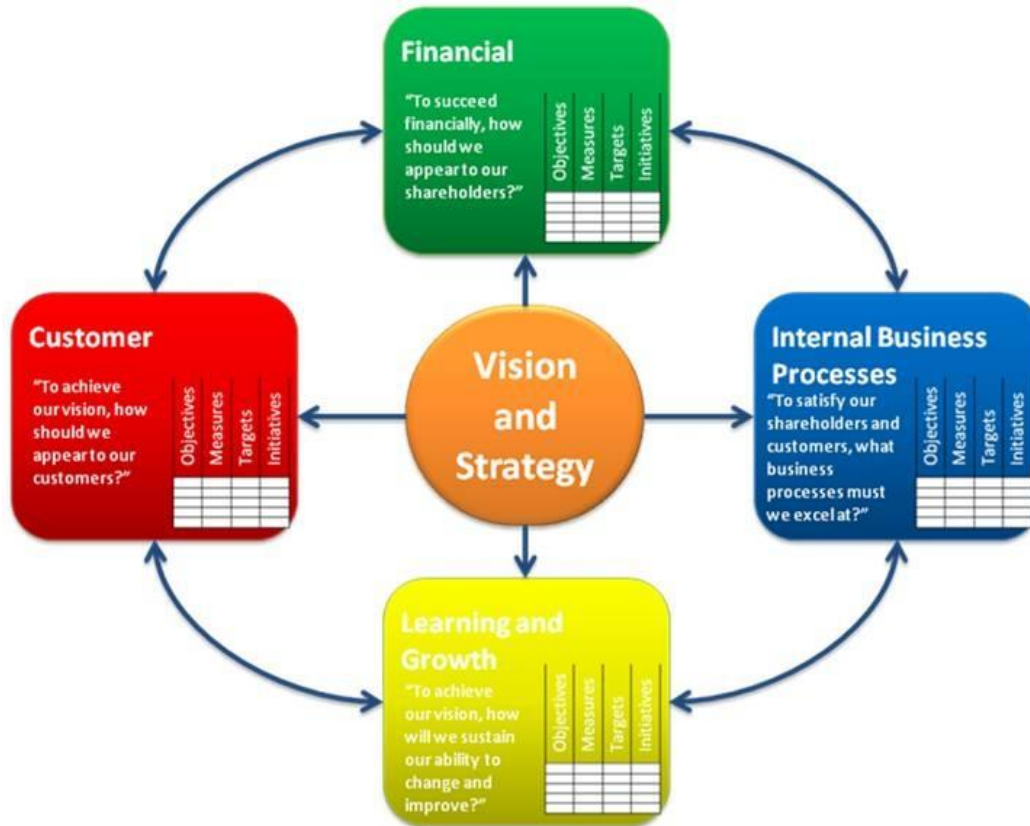 Financial
"To succeed
financially, how
should we
appear to our
shareholders?"
Objectives
Measures
Targets
Initiatives
Customer
"To achieve
our vision, how
should we
appear to our
customers?"
Objectives
Measures
Targets
Initiatives
Vision
and
Strategy
Internal Business
Processes
"To satisfy our
shareholders and
customers, what
business
processes must
we excel at?"
Objectives
Measures
Targets
Initiatives
Learning and
Growth
"To achieve
our vision, how
will we sustain
our ability to
change and
improve?"
Objectives
Measures
Targets
Initiatives